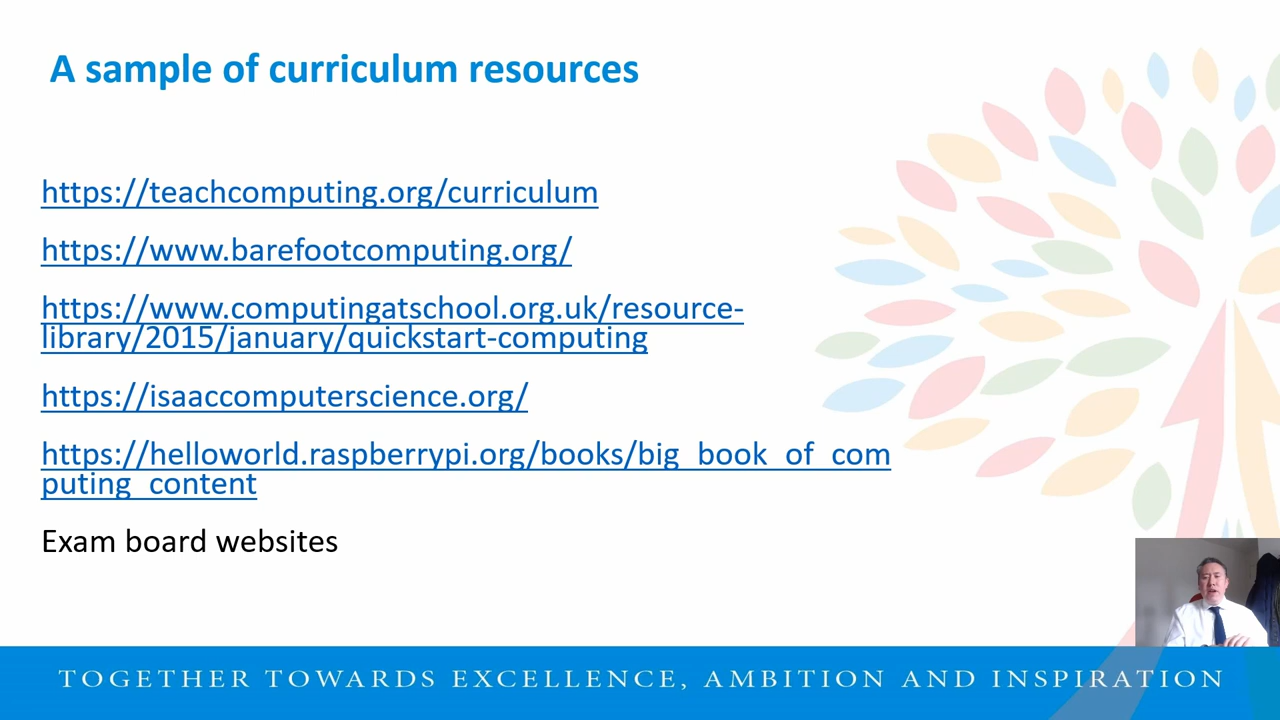 A sample of curriculum resources
https://teachcomputing.org/curriculum
https://www.barefootcomputing.org/
https://www.computingatschool.org.uk/resource-
library/2015/january/quickstart-computing
https://isaaccomputerscience.org/
https://helloworld.raspberrypi.org/books/big_book_of_com
puting_content
Exam board websites
TOGETHER TOWARDS EXCELLENCE, AMBITION AND INSPIRATION